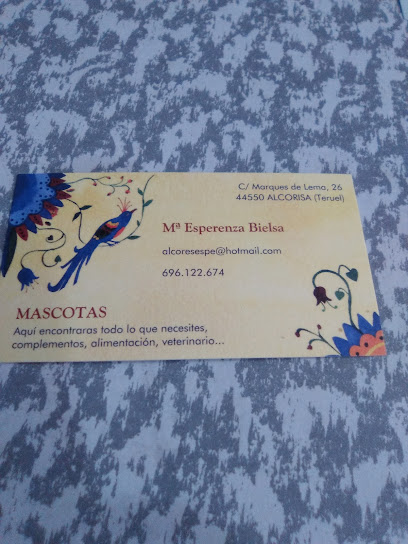 C/ Marques de Lema, 26
44550 ALCORISA (Teruel)
Mª Esperenza Bielsa
alcoresespe@hotmail.com
696.122.674
MASCOTAS
Aquí encontraras todo lo que necesites,
complementos, alimentación, veterinario...